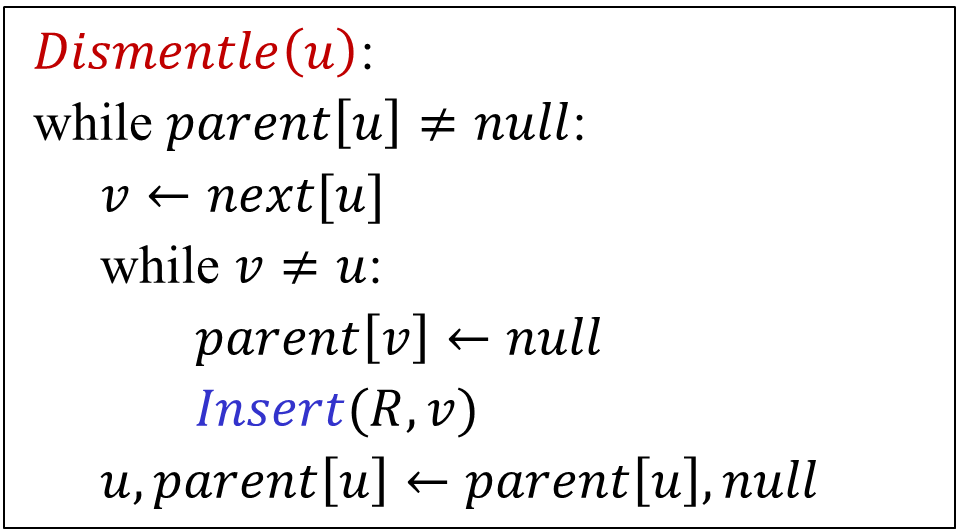 Dismentle(u):
while parent[u] ≠ null:
v ← next[u]
while v ≠ u:
parent[v] ← null
Insert(R, v)
u, parent[u] ← parent[u], null